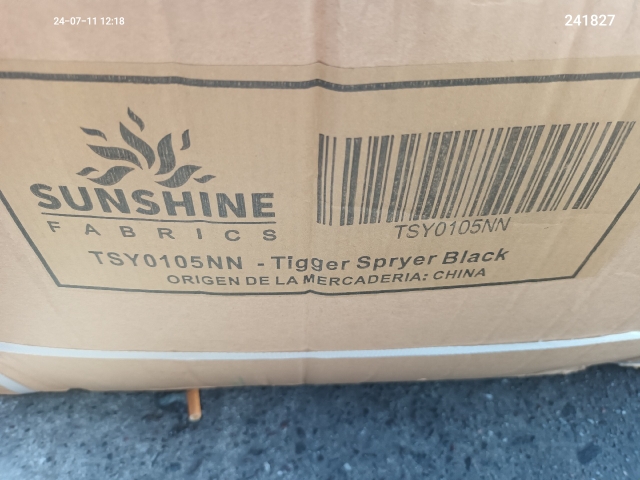 24-07-11 12:18
241827
SUNSHINE
FABRICS
TSY0105NN
TSY0105NN - Tigger Spryer Black
ORIGEN DE LA MERCADERIA: CHINA